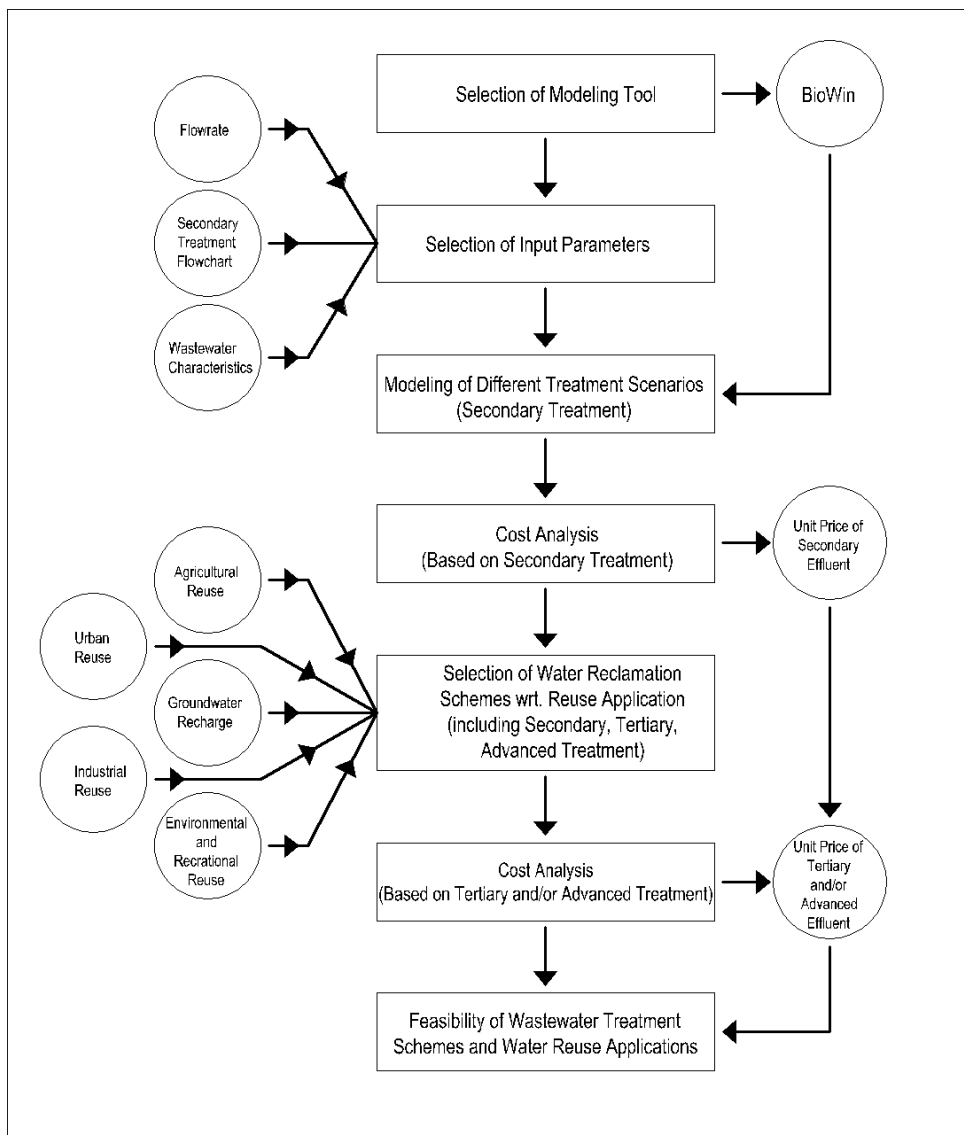 Selection of Modeling Tool
BioWin
Flowrate
Secondary
Treatment
Flowchart
Selection of Input Parameters
Wastewater
Characteristics
Modeling of Different Treatment Scenarios
(Secondary Treatment)
Cost Analysis
(Based on Secondary Treatment)
Unit Price of
Secondary
Effluent
Agricultural
Reuse
Urban
Reuse
Groundwater
Recharge
Industrial
Reuse
Environmental
and
Recrational
Reuse
Selection of Water Reclamation
Schemes wrt. Reuse Application
(including Secondary, Tertiary,
Advanced Treatment)
Cost Analysis
(Based on Tertiary and/or Advanced Treatment)
Unit Price of
Tertiary
and/or
Advanced
Effluent
Feasibility of Wastewater Treatment
Schemes and Water Reuse Applications